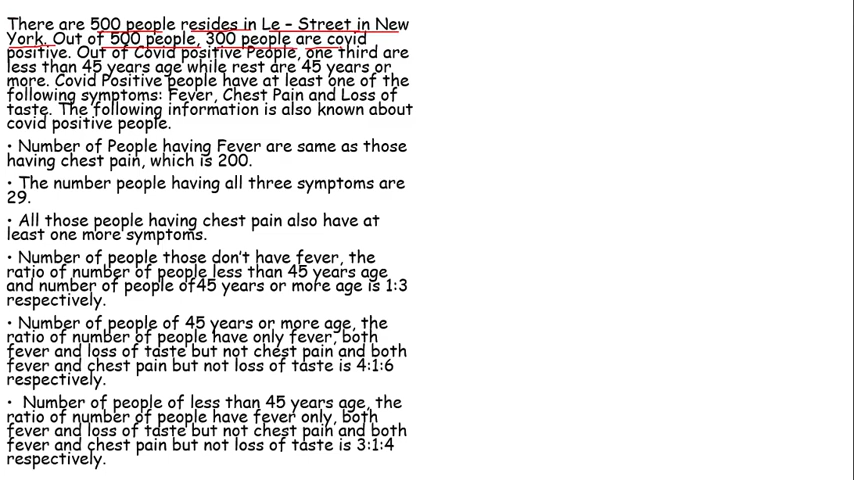 There are 500 people resides in Le – Street in New
York. Out of 500 people, 300 people are covid
positive. Out of Covid positive People, one third are
less than 45 years age while rest are 45 years or
more. Covid Positive people have at least one of the
following symptoms: Fever, Chest Pain and Loss of
taste. The following information is also known about
covid positive people.
• Number of People having Fever are same as those
having chest pain, which is 200.
• The number people having all three symptoms are
29.
• All those people having chest pain also have at
least one more symptoms.
• Number of people those don't have fever, the
ratio of number of people less than 45 years age
and number of people of45 years or more age is 1:3
respectively.
• Number of people of 45 years or more age, the
ratio of number of people have only fever, both
fever and loss of taste but not chest pain and both
fever and chest pain but not loss of taste is 4:1:6
respectively.
• Number of people of less than 45 years age, the
ratio of number of people have fever only, both
fever and loss of taste but not chest pain and both
fever and chest pain but not loss of taste is 3:1:4
respectively.